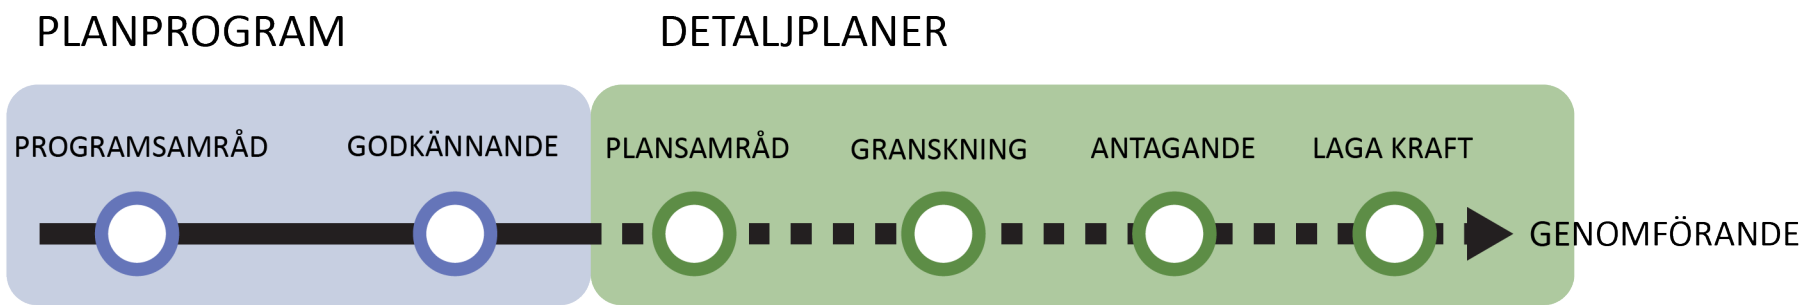 PLANPROGRAM
DETALJPLANER
PROGRAMSAMRÅD
GODKÄNNANDE
PLANSAMRÅD
GRANSKNING
ANTAGANDE
LAGA KRAFT
GENOMFÖRANDE